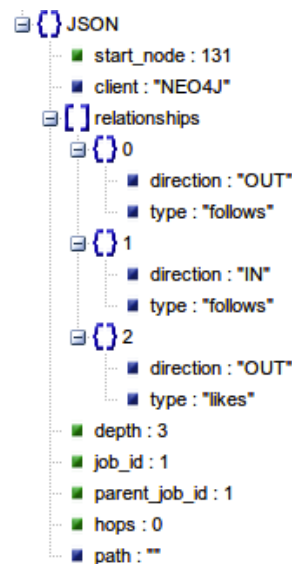 {} JSON
start_node : 131
client : "NEO4J"
[ ] relationships
{} 0
direction : "OUT"
type : "follows"
{} 1
direction : "IN"
type : "follows"
{} 2
direction : "OUT"
type : "likes"
depth : 3
job_id : 1
parent_job_id : 1
hops : 0
path : ""